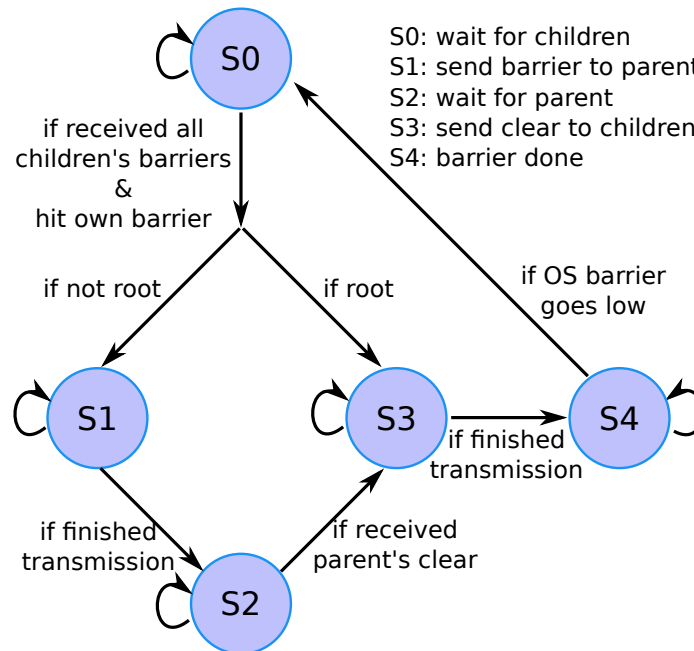 S0
S0: wait for children
S1: send barrier to parent
S2: wait for parent
S3: send clear to children
S4: barrier done
if received all
children's barriers
&
hit own barrier
if not root
if root
if OS barrier
goes low
S1
S3
S4
if finished
transmission
if finished
transmission
if received
parent's clear
S2